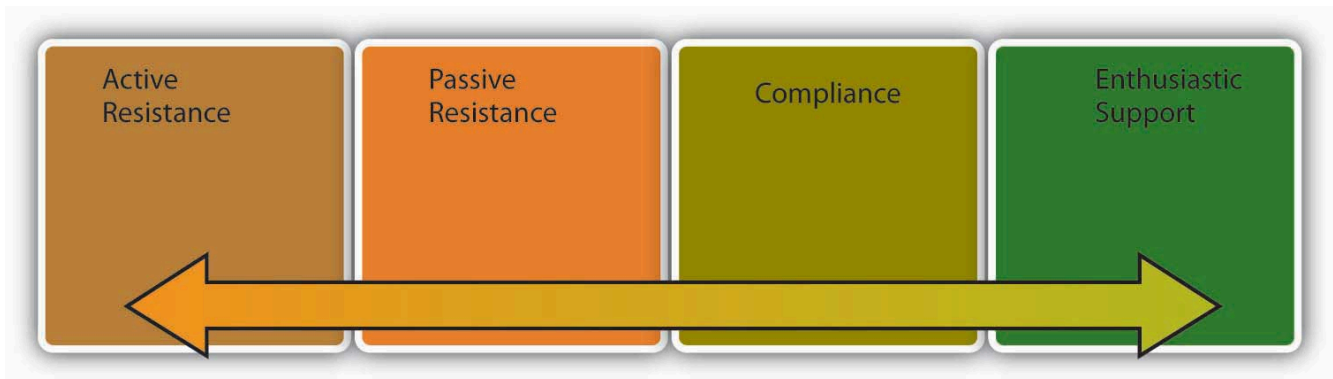 Active
Resistance
Passive
Resistance
Compliance
Enthusiastic
Support